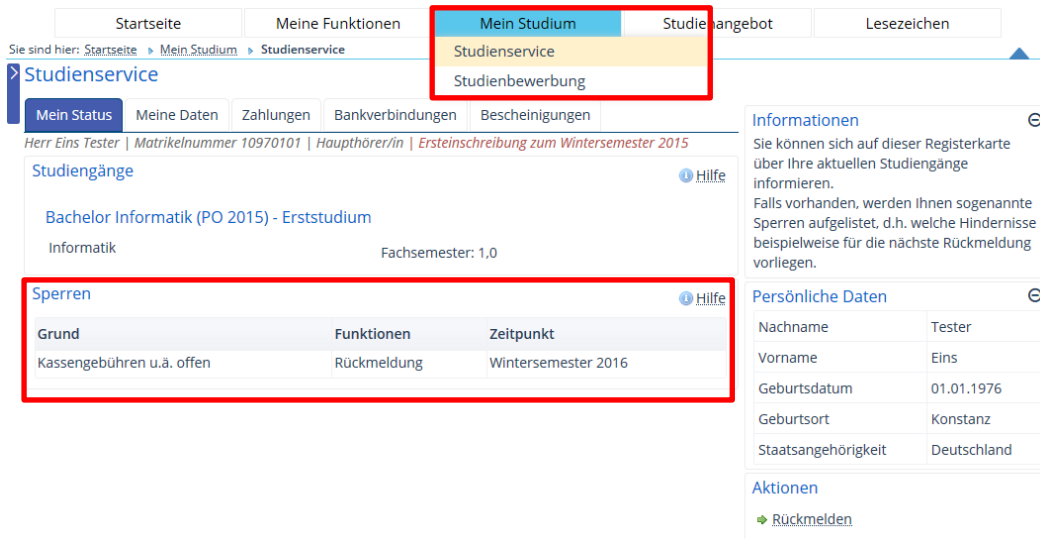 Startseite Meine Funktionen Mein Studium Studienangebot Lesezeichen
Sie sind hier: Startseite Mein Studium Studienservice
Studienservice
Studienbewerbung
Studienservice
Mein Status Meine Daten Zahlungen Bankverbindungen Bescheinigungen
Herr Eins Tester | Matrikelnummer 10970101 | Haupthörer/in | Ersteinschreibung zum Wintersemester 2015
Studiengänge Hilfe
Bachelor Informatik (PO 2015) - Erststudium
Informatik Fachsemester: 1,0
Sperren Hilfe
Grund Funktionen Zeitpunkt
Kassengebühren u.ä. offen Rückmeldung Wintersemester 2016
Informationen
Sie können sich auf dieser Registerkarte
über Ihre aktuellen Studiengänge
informieren.
Falls vorhanden, werden Ihnen sogenannte
Sperren aufgelistet, d.h. welche Hindernisse
beispielweise für die nächste Rückmeldung
vorliegen.
Persönliche Daten
Nachname Tester
Vorname Eins
Geburtsdatum 01.01.1976
Geburtsort Konstanz
Staatsangehörigkeit Deutschland
Aktionen
Rückmelden